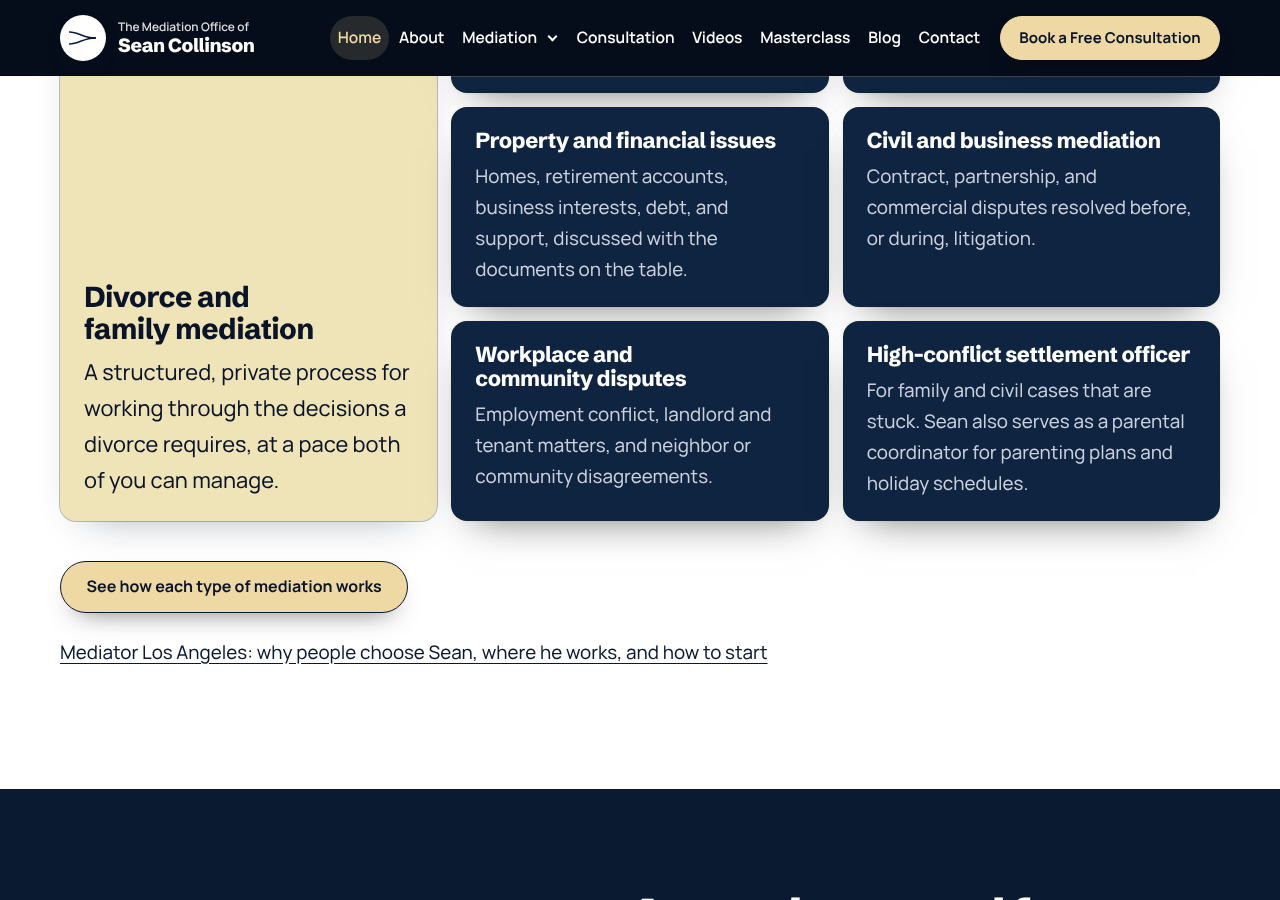 The Mediation Office of
Sean Collinson
Home
About
Mediation
Consultation
Videos
Masterclass
Blog
Contact
Book a Free Consultation
Divorce and
family mediation
A structured, private process for
working through the decisions a
divorce requires, at a pace both
of you can manage.
Property and financial issues
Homes, retirement accounts,
business interests, debt, and
support, discussed with the
documents on the table.
Civil and business mediation
Contract, partnership, and
commercial disputes resolved before,
or during, litigation.
Workplace and
community disputes
Employment conflict, landlord and
tenant matters, and neighbor or
community disagreements.
High-conflict settlement officer
For family and civil cases that are
stuck. Sean also serves as a parental
coordinator for parenting plans and
holiday schedules.
See how each type of mediation works
Mediator Los Angeles: why people choose Sean, where he works, and how to start